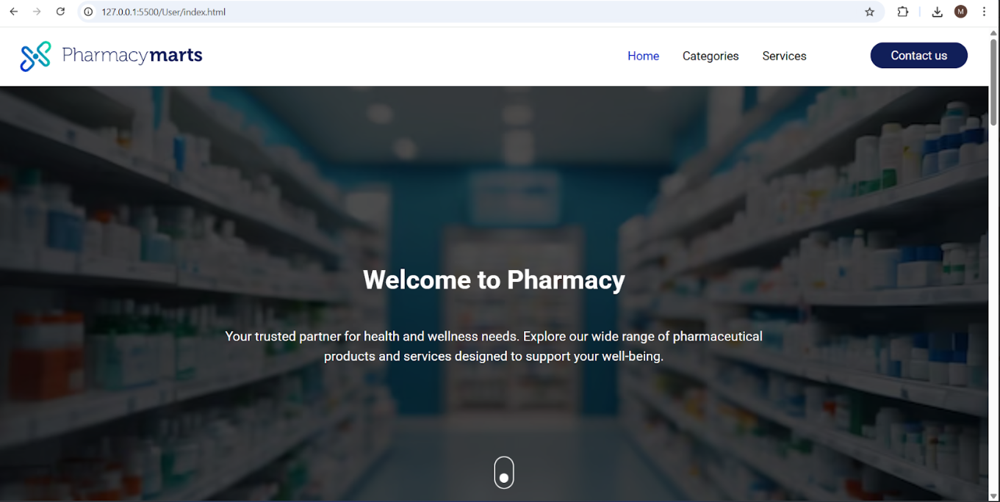 127.0.0.1:5500/User/index.html
M
Pharmacymarts
Home Categories Services Contact us
Welcome to Pharmacy
Your trusted partner for health and wellness needs. Explore our wide range of pharmaceutical
products and services designed to support your well-being.